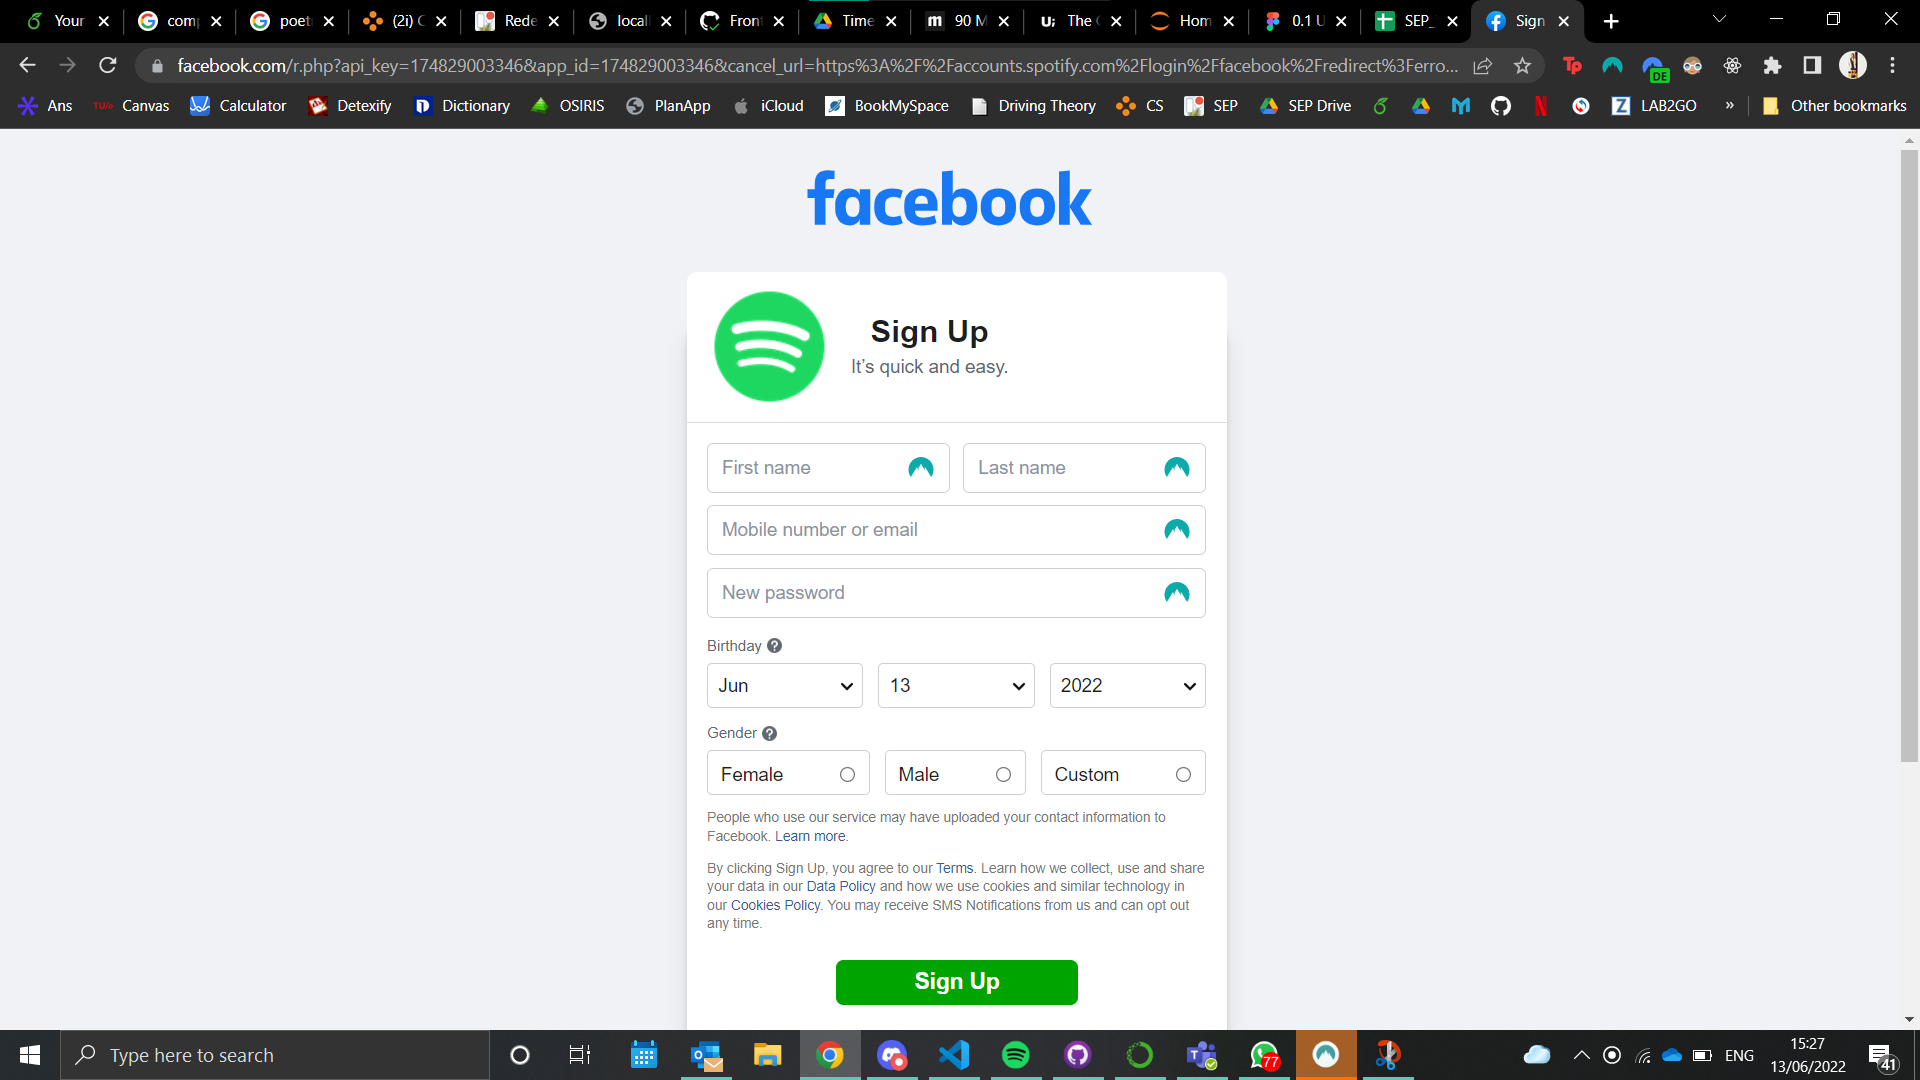 Your
com
poet
(2i) C
Rede
locall
Fron
Time
90 M
The
Hom
0.1 U
SEP_
Sign
facebook.com/r.php?api_key=174829003346&app_id=174829003346&cancel_url=https%3A%2F%2Faccounts.spotify.com%2Flogin%2Ffacebook%2Fredirect%3Ferro...
Tp
DE
Ans
TU/e Canvas
Calculator
Detexify
Dictionary
OSIRIS
PlanApp
iCloud
BookMySpace
Driving Theory
CS
SEP
SEP Drive
LAB2GO
»
Other bookmarks
facebook
Sign Up
It's quick and easy.
First name
Last name
Mobile number or email
New password
Birthday ?
Jun
13
2022
Gender ?
Female
Male
Custom
People who use our service may have uploaded your contact information to
Facebook. Learn more.
By clicking Sign Up, you agree to our Terms. Learn how we collect, use and share
your data in our Data Policy and how we use cookies and similar technology in
our Cookies Policy. You may receive SMS Notifications from us and can opt out
any time.
Sign Up
Type here to search
77
ENG
15:27
13/06/2022
41